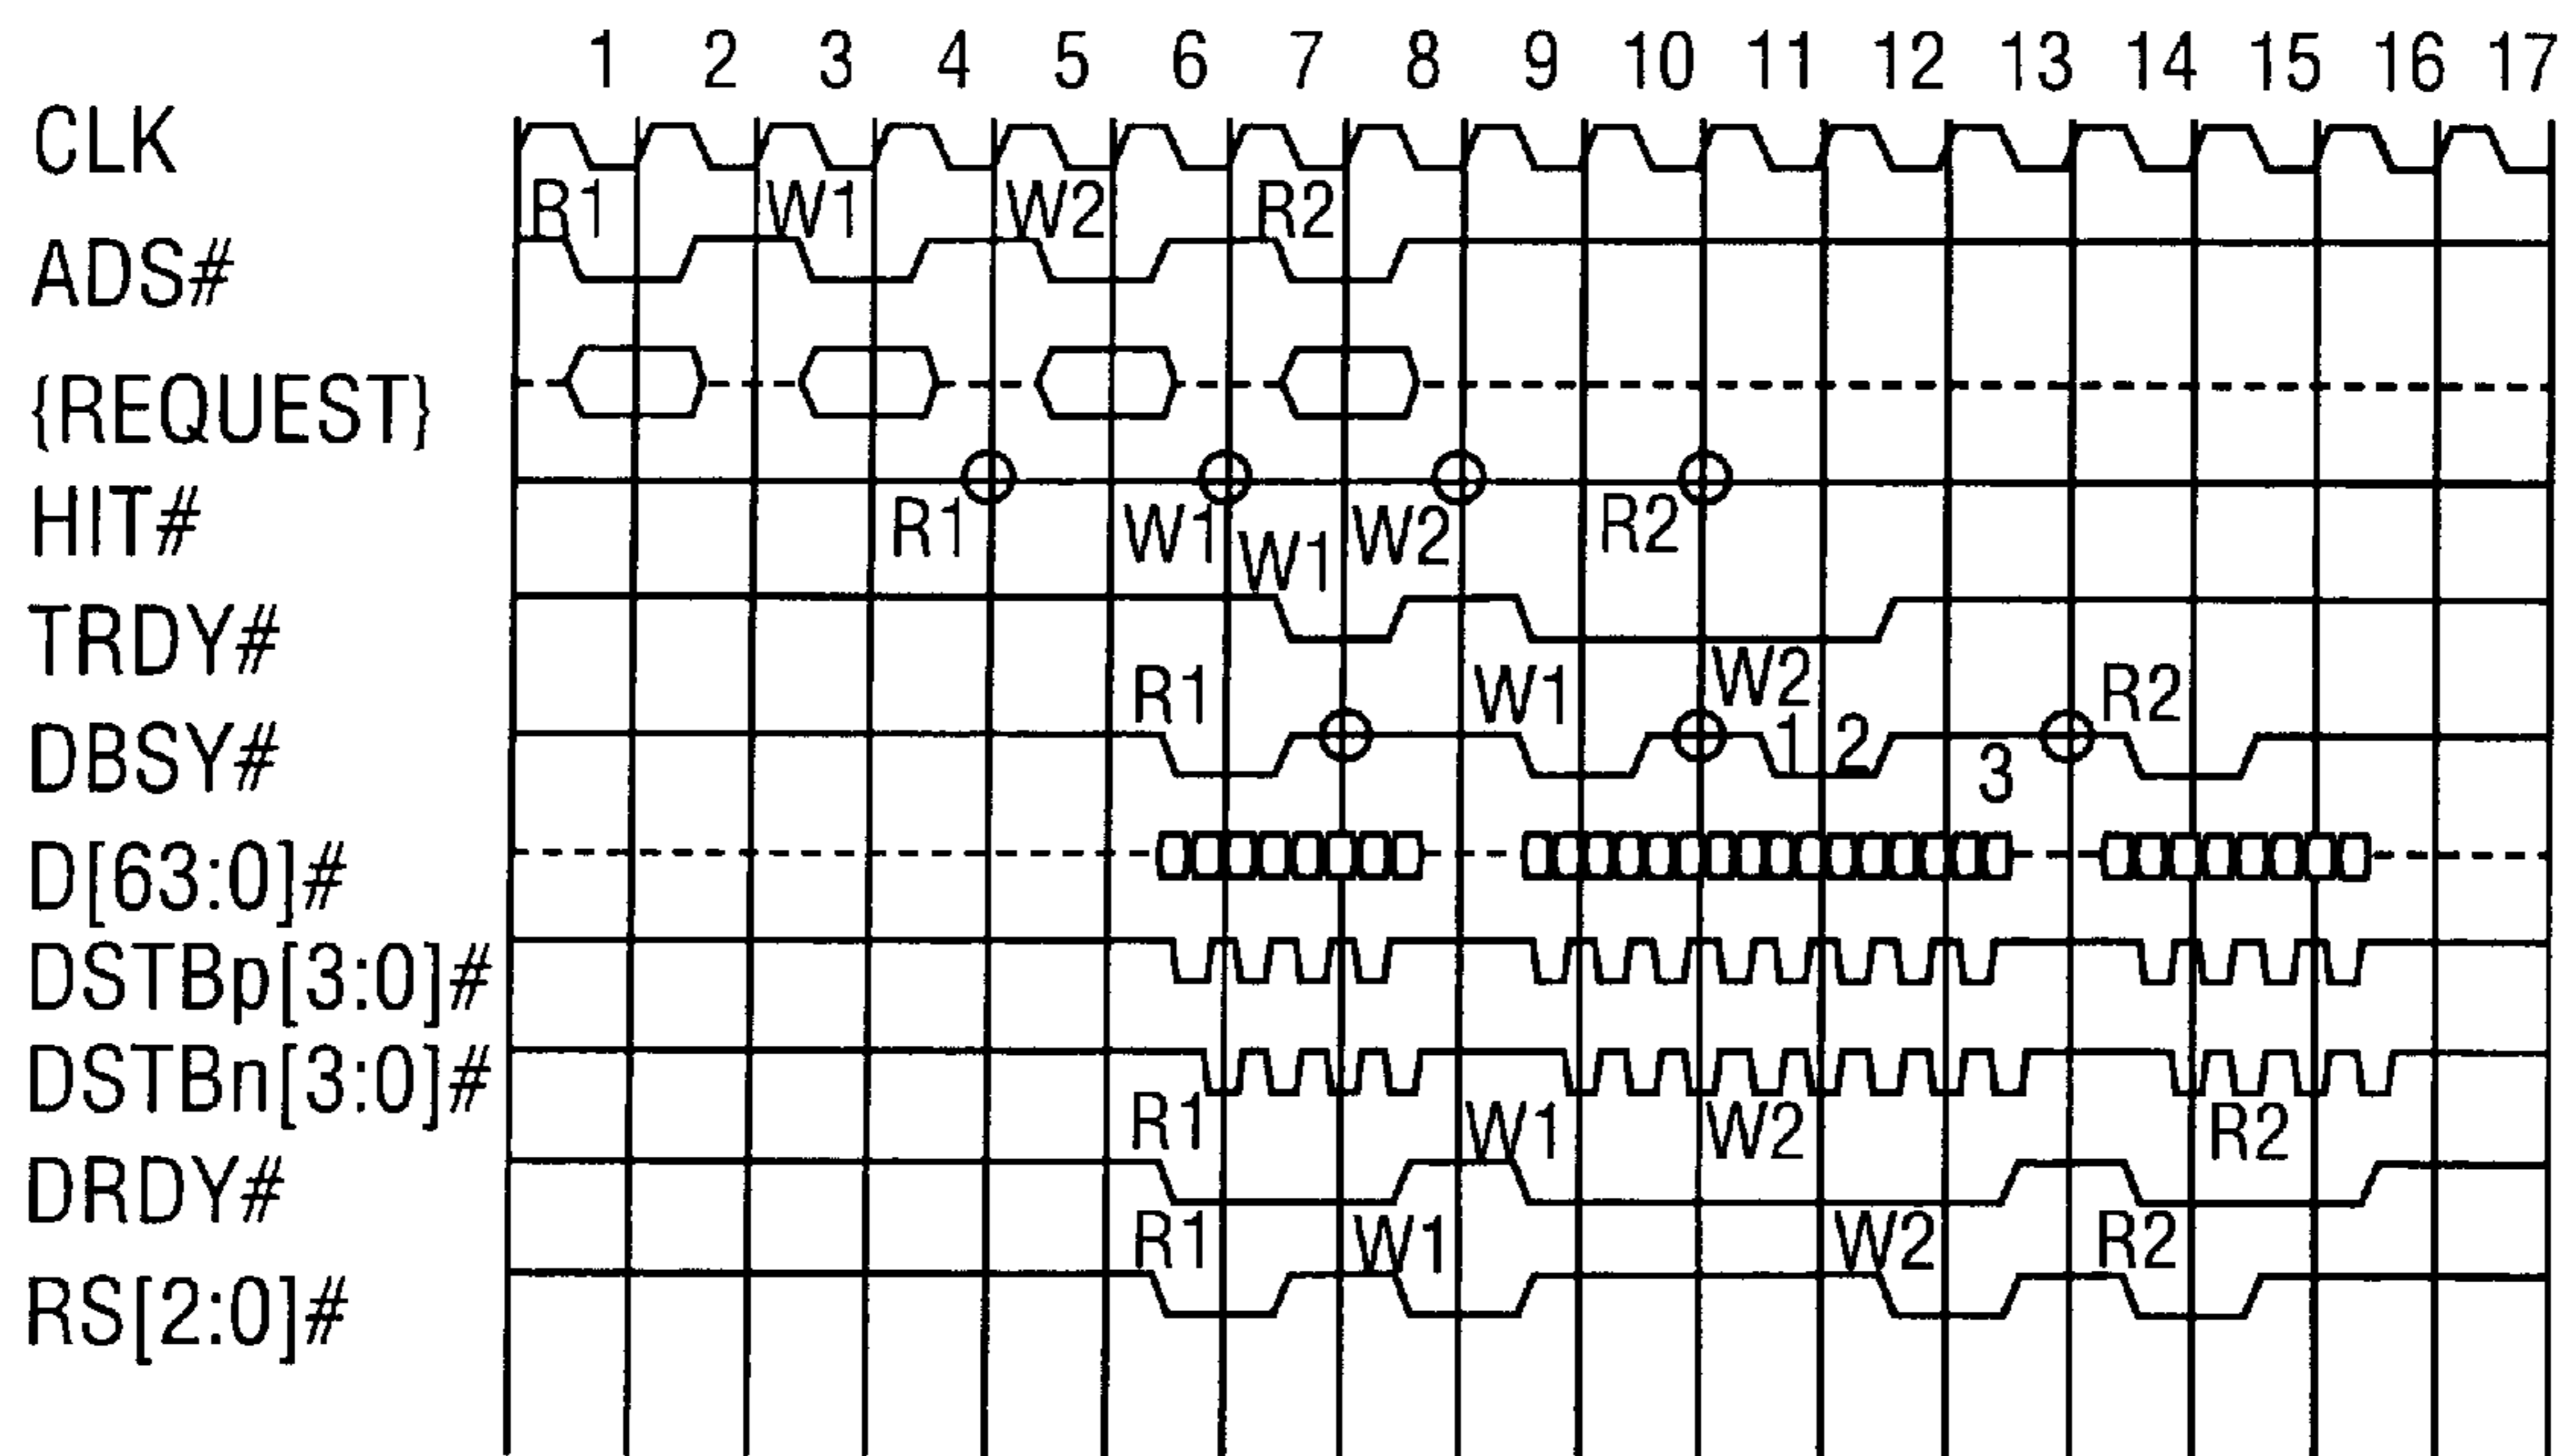 1 2 3 4 5 6 7 8 9 10 11 12 13 14 15 16 17
CLK
R1 W1 W2 R2
ADS#
{REQUEST}
HIT#
R1 W1 W2 R2
W1
TRDY#
R1 W1 W2 R2
DBSY#
1 2 3
D[63:0]#
DSTBp[3:0]#
DSTBn[3:0]#
R1 W1 W2 R2
DRDY#
R1 W1 W2 R2
RS[2:0]#